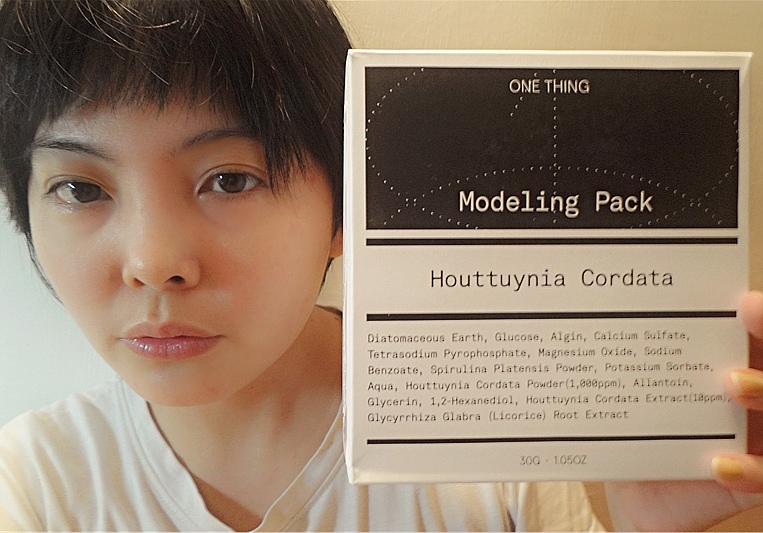 ONE THING
Modeling Pack
Houttuynia Cordata
Diatomaceous Earth, Glucose, Algin, Calcium Sulfate,
Tetrasodium Pyrophosphate, Magnesium Oxide, Sodium
Benzoate, Spirulina Platensis Powder, Potassium Sorbate,
Aqua, Houttuynia Cordata Powder(1,000ppm), Allantoin,
Glycerin, 1,2-Hexanediol, Houttuynia Cordata Extract(10ppm),
Glycyrrhiza Glabra (Licorice) Root Extract
30G · 1.05OZ